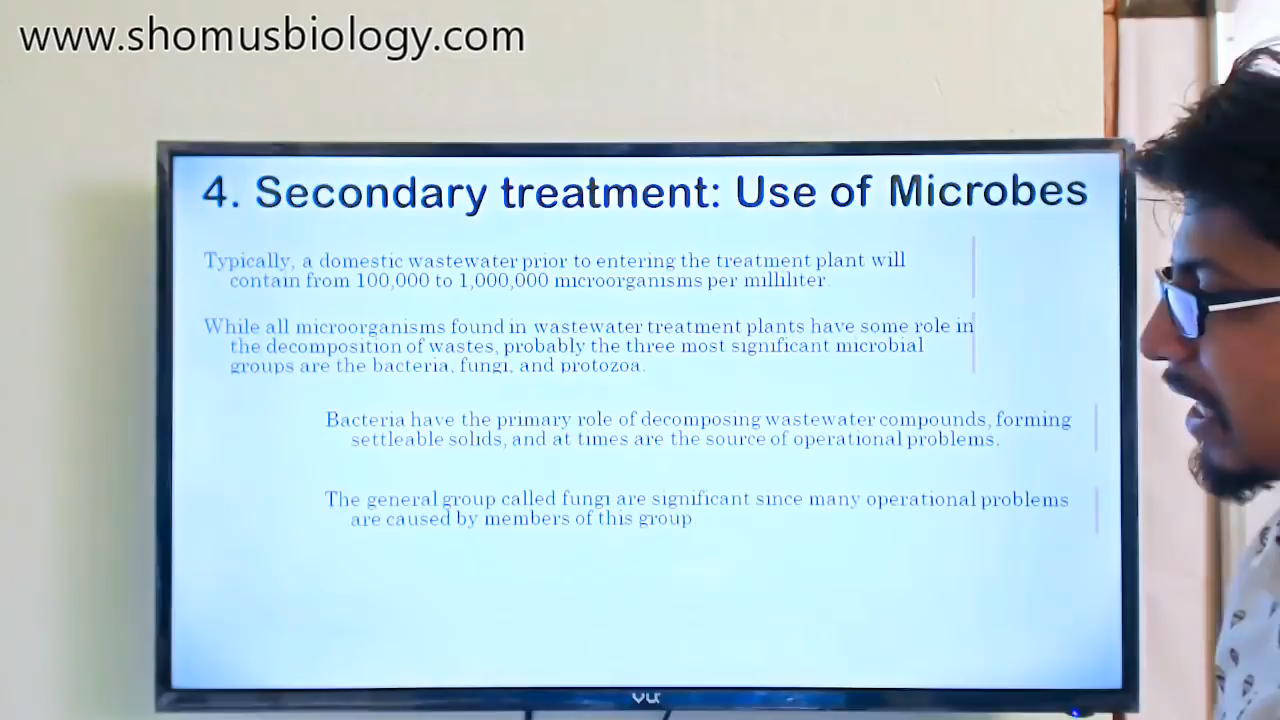 www.shomusbiology.com
4. Secondary treatment: Use of Microbes
Typically, a domestic wastewater prior to entering the treatment plant will
contain from 100,000 to 1,000,000 microorganisms per milliliter.
While all microorganisms found in wastewater treatment plants have some role in
the decomposition of wastes, probably the three most significant microbial
groups are the bacteria, fungi, and protozoa.
Bacteria have the primary role of decomposing wastewater compounds, forming
settleable solids, and at times are the source of operational problems.
The general group called fungi are significant since many operational problems
are caused by members of this group